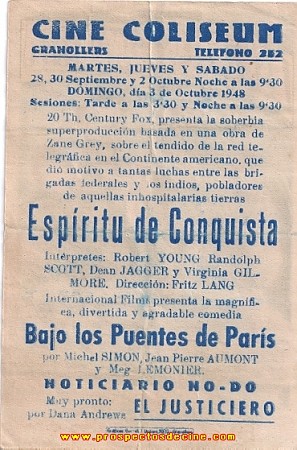 CINE COLISEUM
GRANOLLERS TELEFONO 252
MARTES, JUEVES Y SABADO
28, 30 Septiembre y 2 Octubre Noche a las 9'30
DOMINGO, día 3 de Octubre 1948
Sesiones: Tarde a las 3'30 y Noche a las 9'30
20 Th. Century Fox, presenta la soberbia
superproducción basada en una obra de
Zane Grey, sobre el tendido de la red te-
legráfica en el Continente americano, que
dió motivo a tantas luchas entre las bri-
gadas federales y los indios, pobladores
de aquellas inhospitalarias tierras
Espíritu de Conquista
Intérpretes: Robert YOUNG Randolph
SCOTT, Dean JAGGER y Virginia GIL-
MORE. Dirección: Fritz LANG
Internacional Films presenta la magnífi-
ca, divertida y agradable comedia
Bajo los Puentes de París
por Michel SIMON, Jean Pierre AUMONT
y Meg LEMONIER.
NOTICIARIO NO-DO
Muy pronto: EL JUSTICIERO
por Dana Andrews
www.prospectosdecine.com